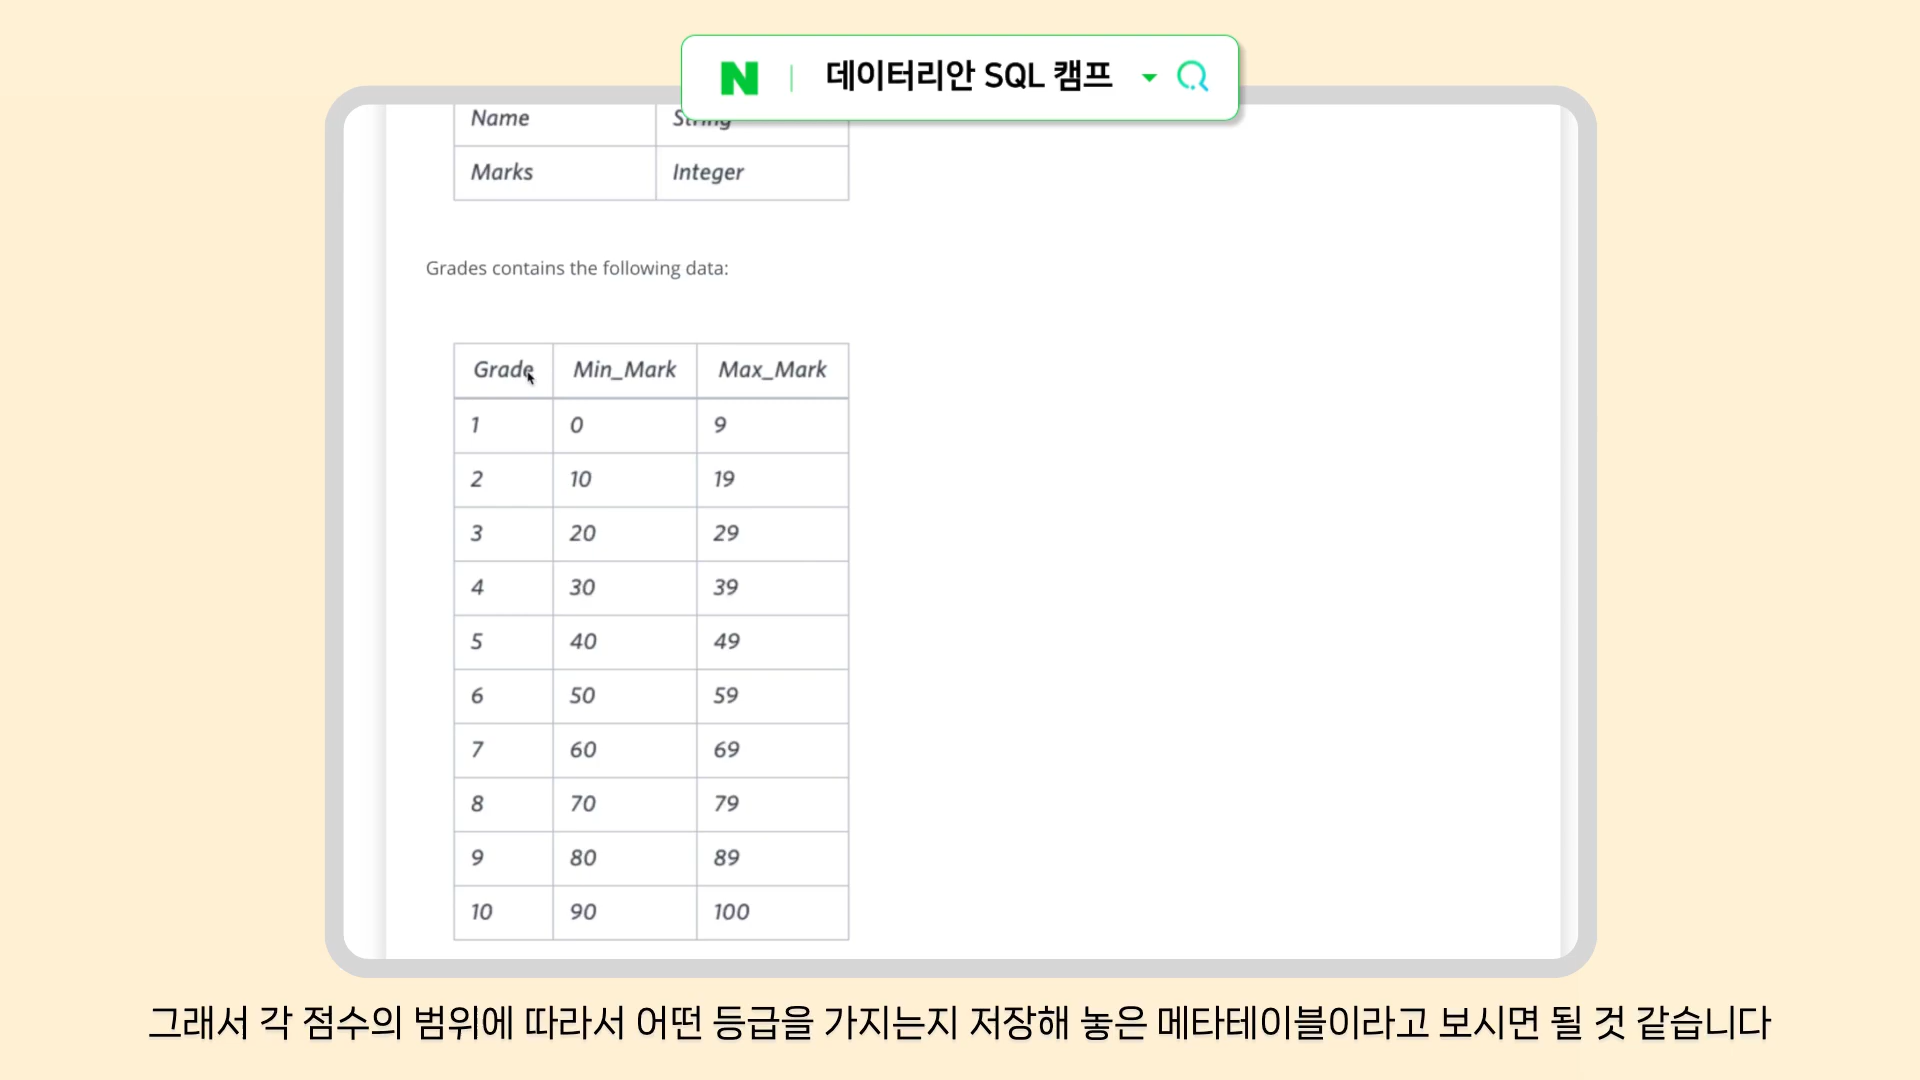 N | 데이터리안 SQL 캠프
Name String
Marks Integer
Grades contains the following data:
Grade Min_Mark Max_Mark
1 0 9
2 10 19
3 20 29
4 30 39
5 40 49
6 50 59
7 60 69
8 70 79
9 80 89
10 90 100
그래서 각 점수의 범위에 따라서 어떤 등급을 가지는지 저장해 놓은 메타테이블이라고 보시면 될 것 같습니다